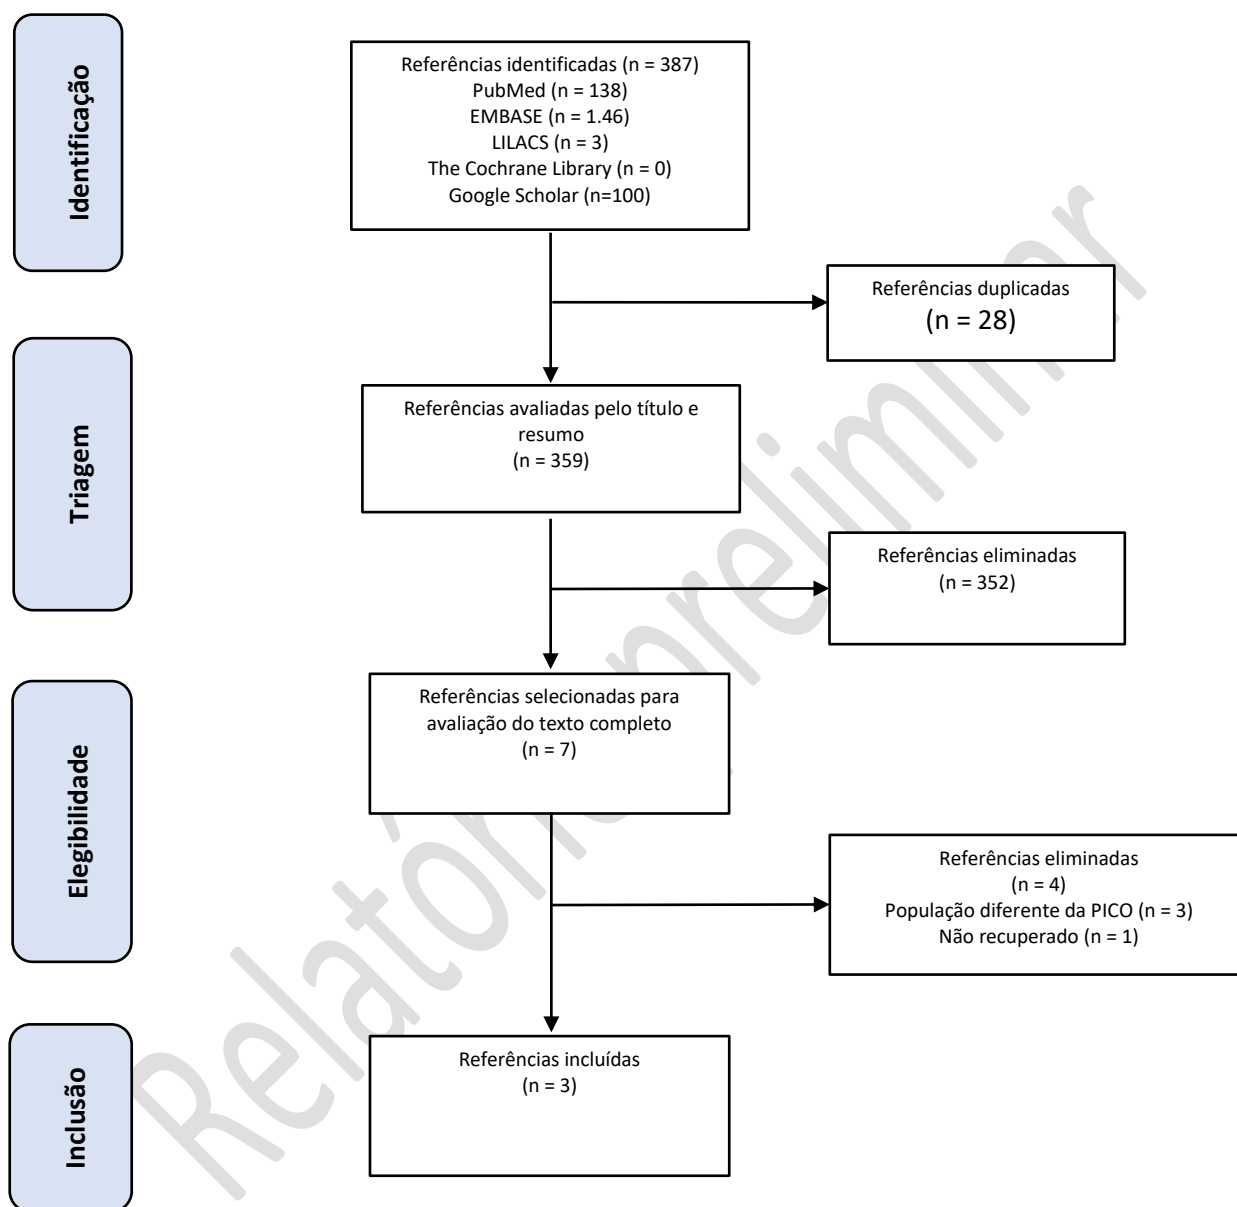 Identificação
Referências identificadas (n = 387)
PubMed (n = 138)
EMBASE (n = 1.46)
LILACS (n = 3)
The Cochrane Library (n = 0)
Google Scholar (n=100)
Referências duplicadas
(n = 28)
Triagem
Referências avaliadas pelo título e
resumo
(n = 359)
Referências eliminadas
(n = 352)
Elegibilidade
Referências selecionadas para
avaliação do texto completo
(n = 7)
Referências eliminadas
(n = 4)
População diferente da PICO (n = 3)
Não recuperado (n = 1)
Inclusão
Referências incluídas
(n = 3)
Relatório preliminar